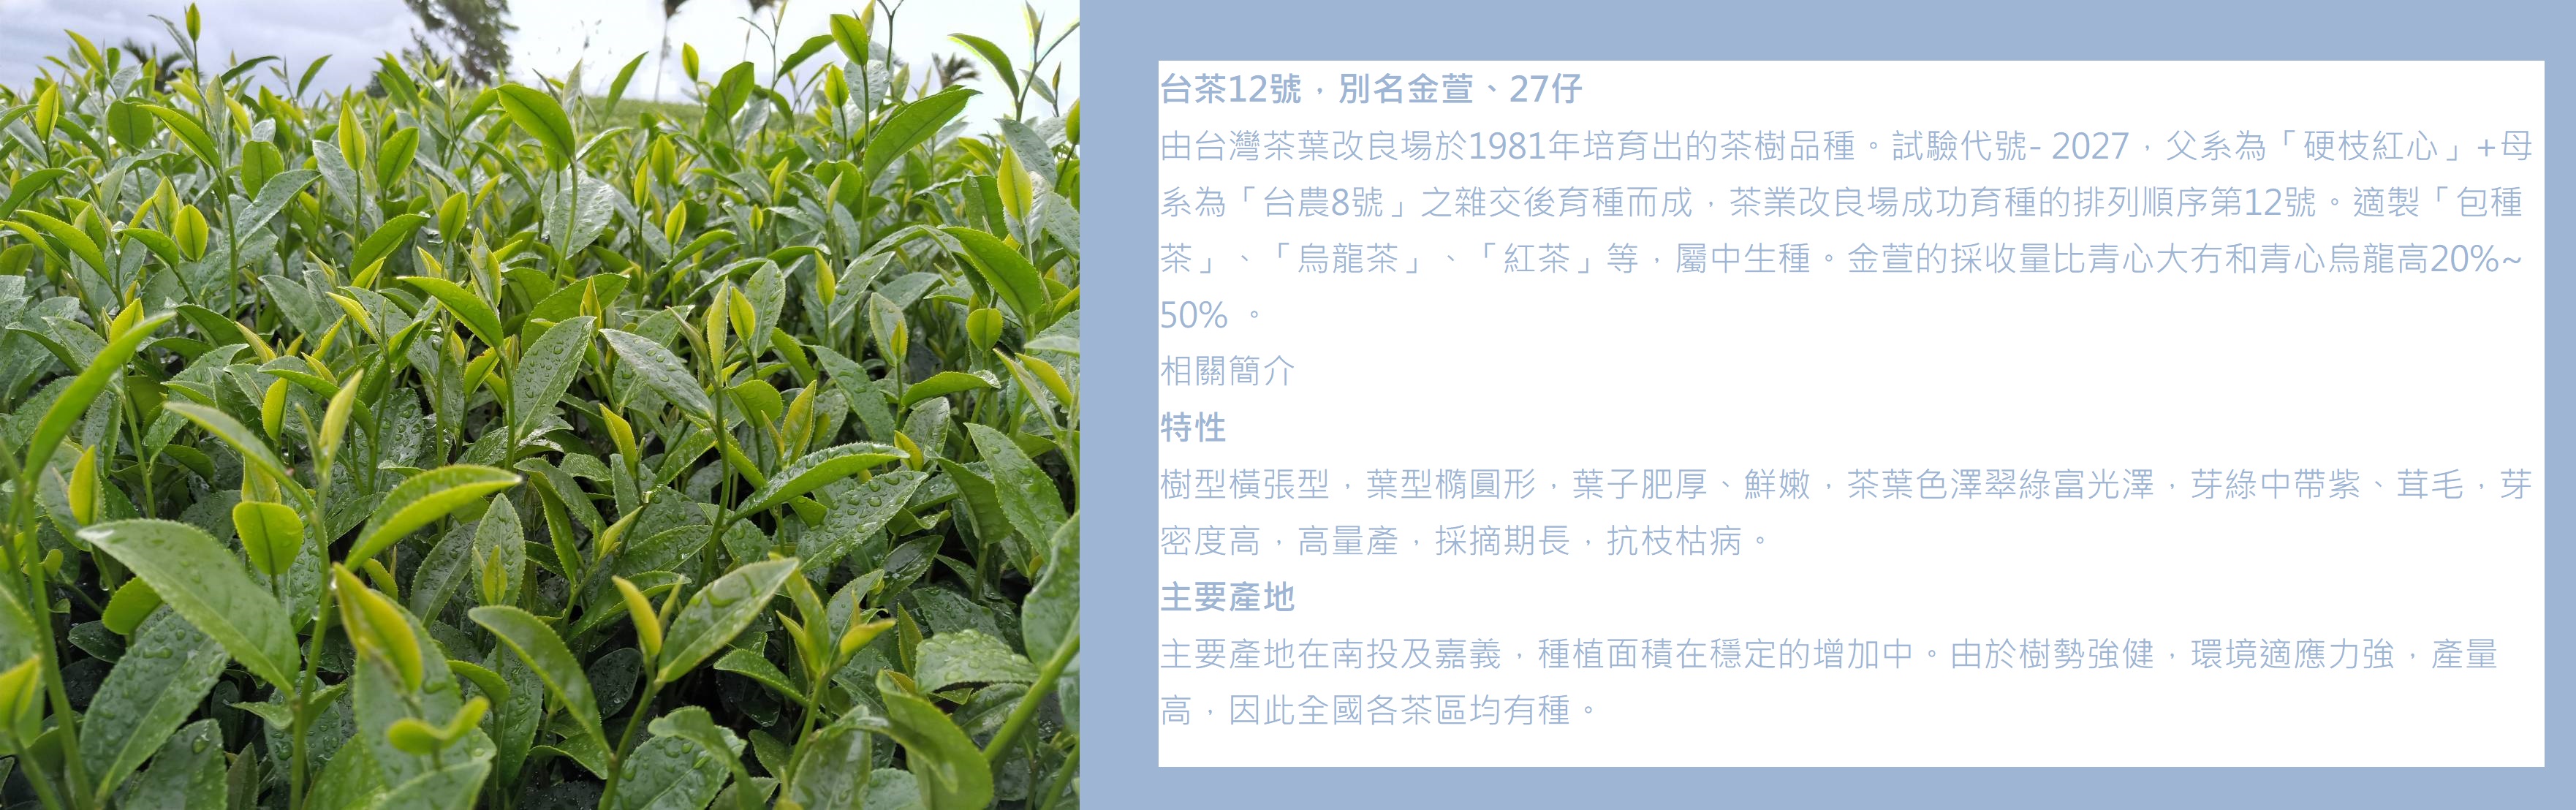 台茶12號，別名金萱、27仔
由台灣茶葉改良場於1981年培育出的茶樹品種。試驗代號- 2027，父系為「硬枝紅心」+母
系為「台農8號」之雜交後育種而成，茶業改良場成功育種的排列順序第12號。適製「包種
茶」、「烏龍茶」、「紅茶」等，屬中生種。金萱的採收量比青心大冇和青心烏龍高20%~
50% 。
相關簡介
特性
樹型橫張型，葉型橢圓形，葉子肥厚、鮮嫩，茶葉色澤翠綠富光澤，芽綠中帶紫、茸毛，芽
密度高，高量產，採摘期長，抗枝枯病。
主要產地
主要產地在南投及嘉義，種植面積在穩定的增加中。由於樹勢強健，環境適應力強，產量
高，因此全國各茶區均有種。